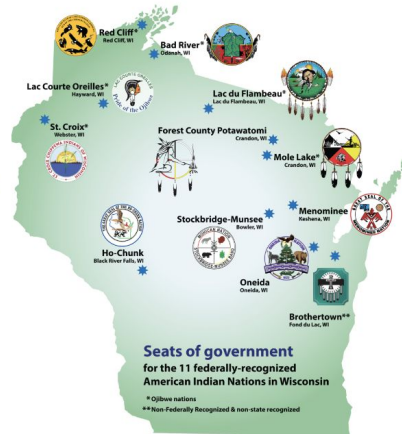 Red Cliff*
Red Cliff, WI
Bad River*
Odanah, WI
Lac Courte Oreilles*
Hayward, WI
Pride of the Ojibwe
Lac du Flambeau*
Lac du Flambeau, WI
St. Croix*
Webster, WI
Forest County Potawatomi
Crandon, WI
Mole Lake*
Crandon, WI
Menominee
Keshena, WI
Stockbridge-Munsee
Bowler, WI
Ho-Chunk
Black River Falls, WI
Oneida
Oneida, WI
Brothertown**
Fond du Lac, WI
Seats of government
for the 11 federally-recognized
American Indian Nations in Wisconsin
* Ojibwe nations
**Non-Federally Recognized & non-state recognized